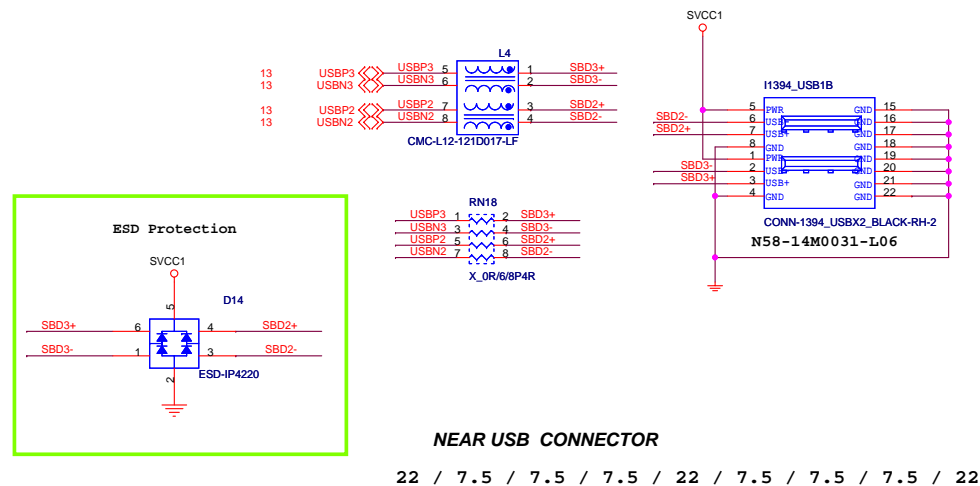 SVCC1
L4
13 USBP3 USBP3 5 1 SBD3+
13 USBN3 USBN3 6 2 SBD3-
13 USBP2 USBP2 7 3 SBD2+
13 USBN2 USBN2 8 4 SBD2-
CMC-L12-121D017-LF
I1394_USB1B
5 PWR GND 15
SBD2- 6 USB- GND 16
SBD2+ 7 USB+ GND 17
8 GND GND 18
1 PWR GND 19
SBD3- 2 USB- GND 20
SBD3+ 3 USB+ GND 21
4 GND GND 22
CONN-1394_USBX2_BLACK-RH-2
N58-14M0031-L06
RN18
USBP3 1 2 SBD3+
USBN3 3 4 SBD3-
USBP2 5 6 SBD2+
USBN2 7 8 SBD2-
X_0R/6/8P4R
ESD Protection
SVCC1
D14
5
SBD3+ 6 4 SBD2+
SBD3- 1 3 SBD2-
2
ESD-IP4220
NEAR USB CONNECTOR
22 / 7.5 / 7.5 / 7.5 / 22 / 7.5 / 7.5 / 7.5 / 22